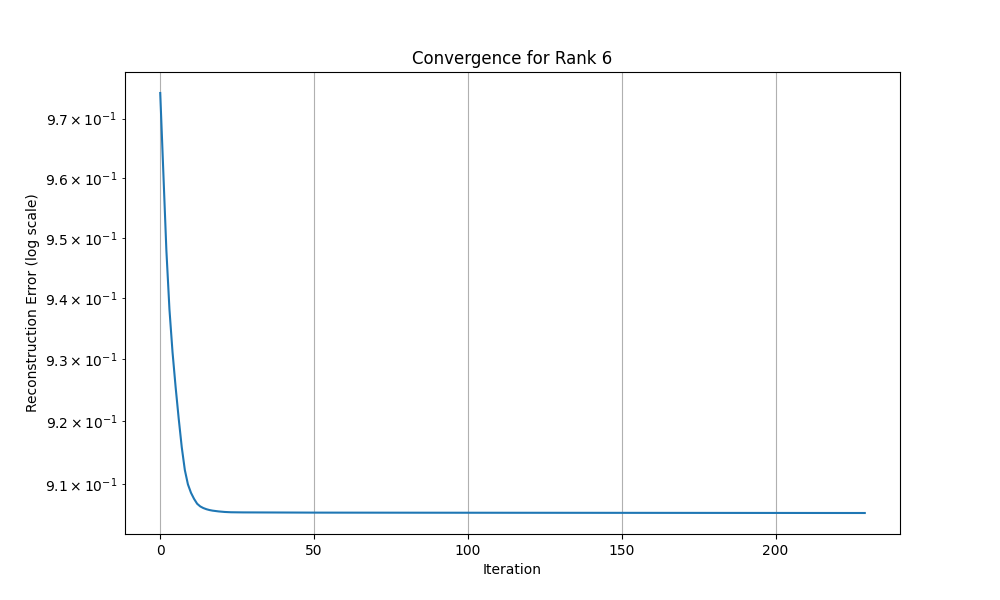 Convergence for Rank 6
Reconstruction Error (log scale)
9.7 × 10⁻¹
9.6 × 10⁻¹
9.5 × 10⁻¹
9.4 × 10⁻¹
9.3 × 10⁻¹
9.2 × 10⁻¹
9.1 × 10⁻¹
0 50 100 150 200
Iteration